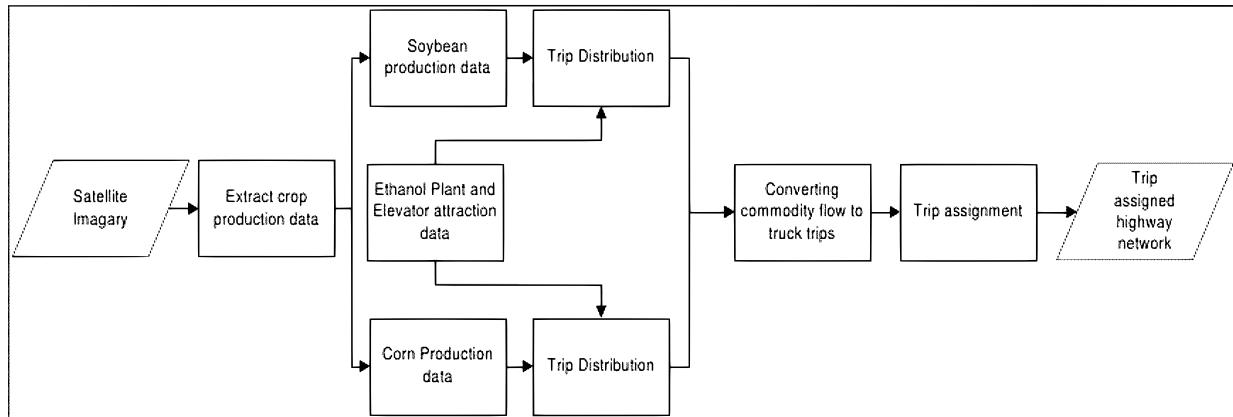 Satellite
Imagary
Extract crop
production data
Soybean
production data
Trip Distribution
Ethanol Plant and
Elevator attraction
data
Corn Production
data
Trip Distribution
Converting
commodity flow to
truck trips
Trip assignment
Trip
assigned
highway
network